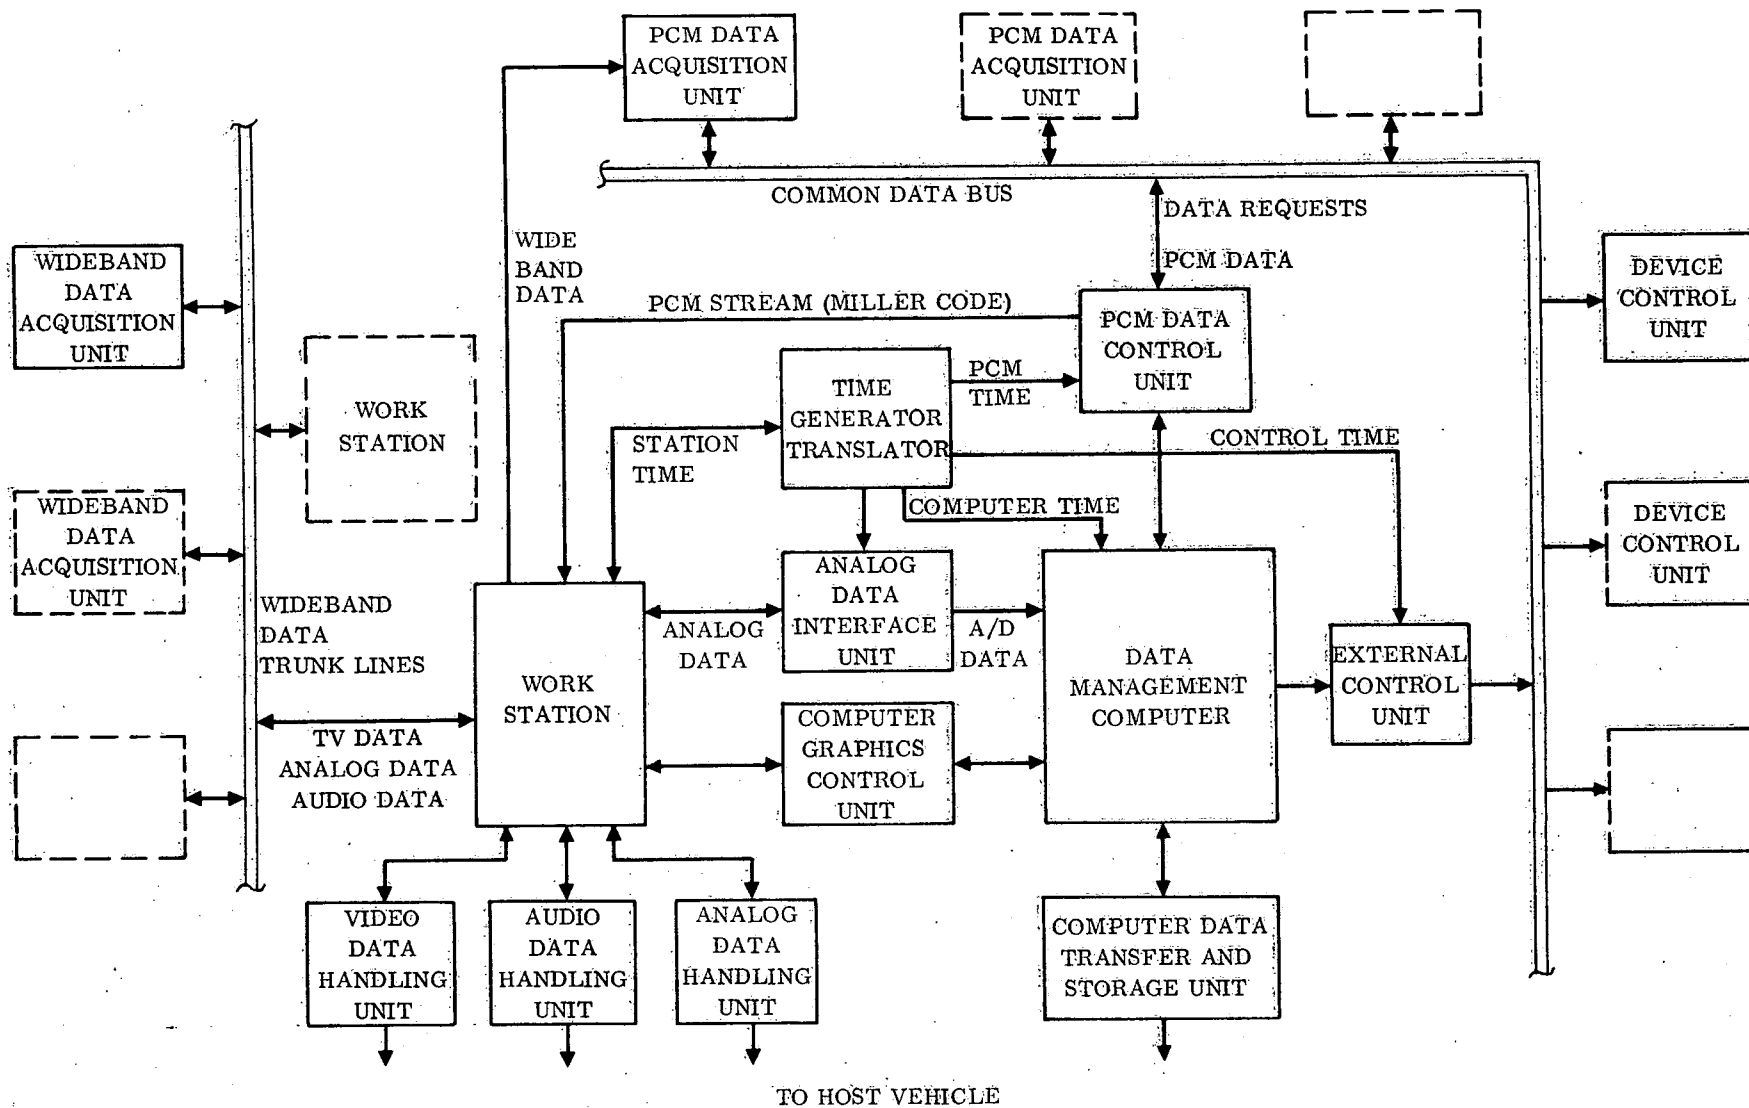 PCM DATA
ACQUISITION
UNIT
PCM DATA
ACQUISITION
UNIT
COMMON DATA BUS
DATA REQUESTS
PCM DATA
WIDE
BAND
DATA
WIDEBAND
DATA
ACQUISITION
UNIT
DEVICE
CONTROL
UNIT
PCM STREAM (MILLER CODE)
PCM DATA
CONTROL
UNIT
WORK
STATION
TIME
GENERATOR
TRANSLATOR
PCM
TIME
STATION
TIME
CONTROL TIME
COMPUTER TIME
WIDEBAND
DATA
ACQUISITION
UNIT
DEVICE
CONTROL
UNIT
WIDEBAND
DATA
TRUNK LINES
ANALOG
DATA
INTERFACE
UNIT
ANALOG
DATA
A/D
DATA
WORK
STATION
DATA
MANAGEMENT
COMPUTER
EXTERNAL
CONTROL
UNIT
TV DATA
ANALOG DATA
AUDIO DATA
COMPUTER
GRAPHICS
CONTROL
UNIT
VIDEO
DATA
HANDLING
UNIT
AUDIO
DATA
HANDLING
UNIT
ANALOG
DATA
HANDLING
UNIT
COMPUTER DATA
TRANSFER AND
STORAGE UNIT
TO HOST VEHICLE